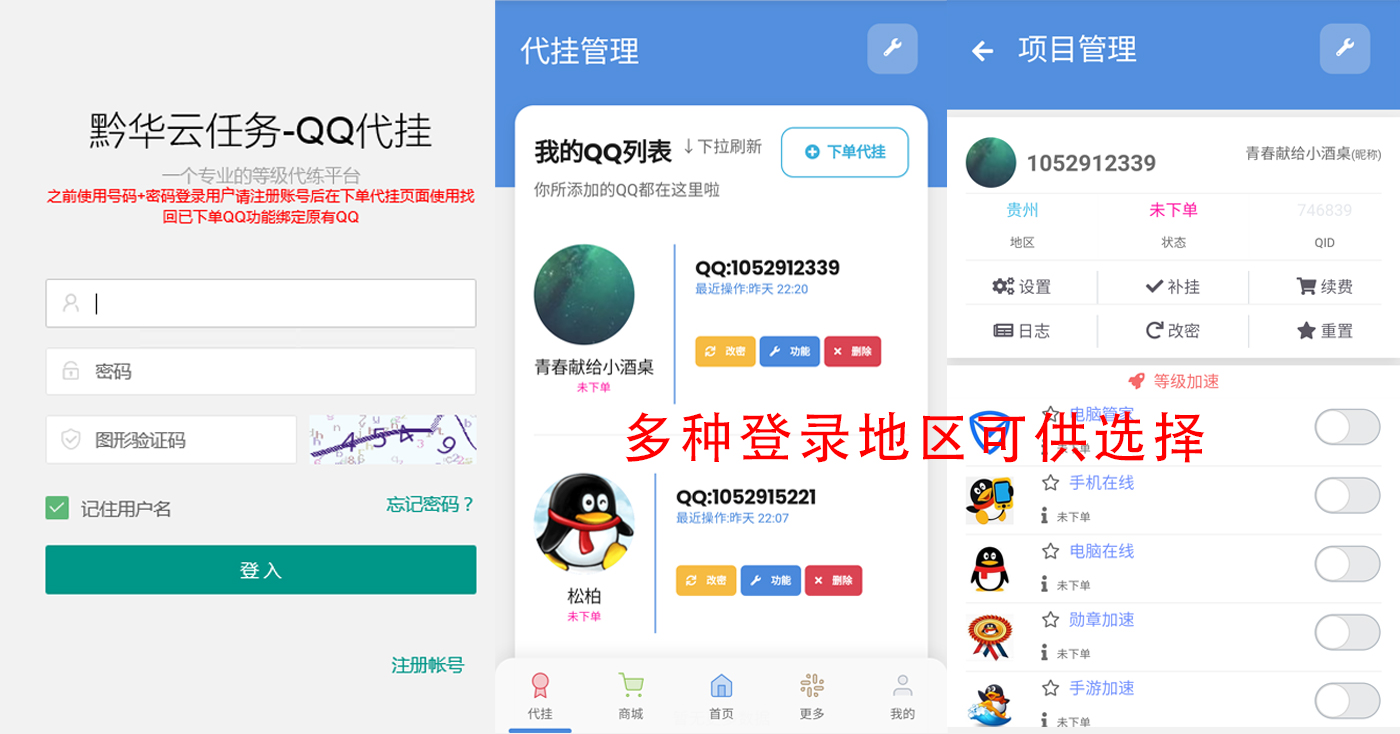 黔华云任务-QQ代挂
一个专业的等级代练平台
之前使用号码+密码登录用户请注册账号后在下单代挂页面使用找
回已下单QQ功能绑定原有QQ
密码
图形验证码
4549
记住用户名
忘记密码？
登入
注册帐号
代挂管理
我的QQ列表
↓下拉刷新
下单代挂
你所添加的QQ都在这里啦
QQ:1052912339
最近操作:昨天 22:20
改密
功能
删除
青春献给小酒桌
未下单
QQ:1052915221
最近操作:昨天 22:07
改密
功能
删除
松柏
未下单
代挂
商城
首页
更多
我的
项目管理
1052912339
青春献给小酒桌(昵称)
贵州
未下单
746839
地区
状态
QID
设置
补挂
续费
日志
改密
重置
等级加速
电脑管家
多种登录地区可供选择
手机在线
未下单
电脑在线
未下单
勋章加速
未下单
手游加速
未下单